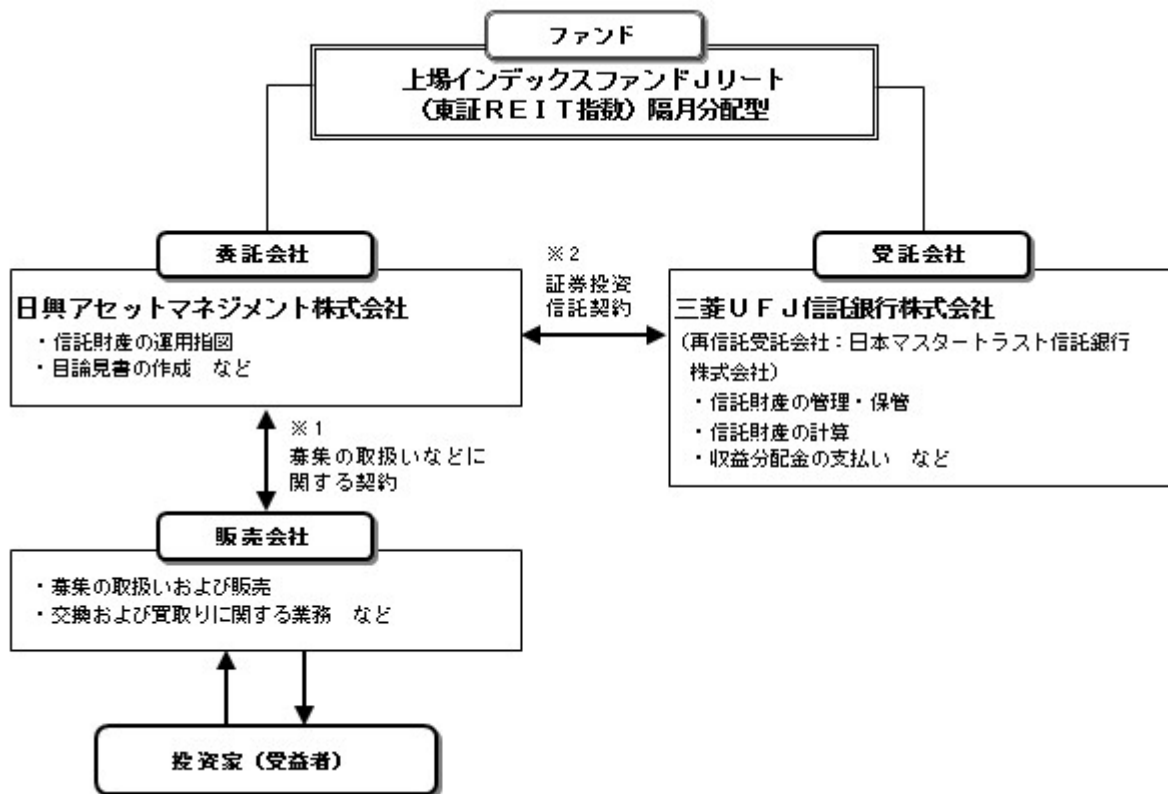 ファンド
上場インデックスファンドJリート
（東証REIT指数）隔月分配型
委託会社
日興アセットマネジメント株式会社
・信託財産の運用指図
・目論見書の作成　など
※2
証券投資
信託契約
受託会社
三菱UFJ信託銀行株式会社
（再信託受託会社：日本マスタートラスト信託銀行
株式会社）
・信託財産の管理・保管
・信託財産の計算
・収益分配金の支払い　など
※1
募集の取扱いなどに
関する契約
販売会社
・募集の取扱いおよび販売
・交換および買取りに関する業務　など
投資家（受益者）